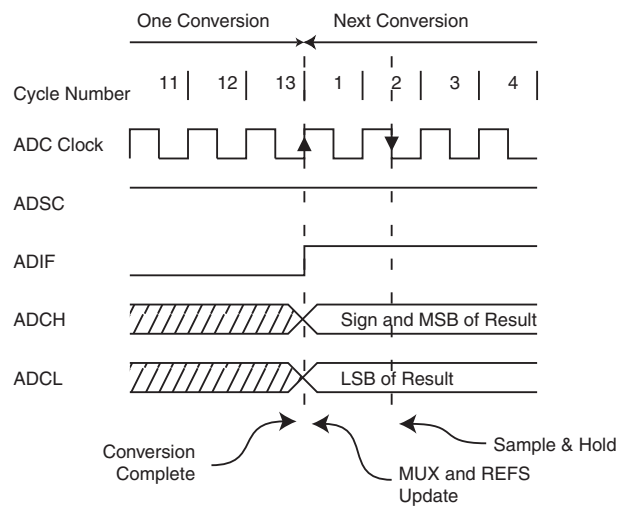 One Conversion Next Conversion
Cycle Number 11 12 13 1 2 3 4
ADC Clock
ADSC
ADIF
ADCH Sign and MSB of Result
ADCL LSB of Result
Conversion
Complete
MUX and REFS
Update
Sample & Hold